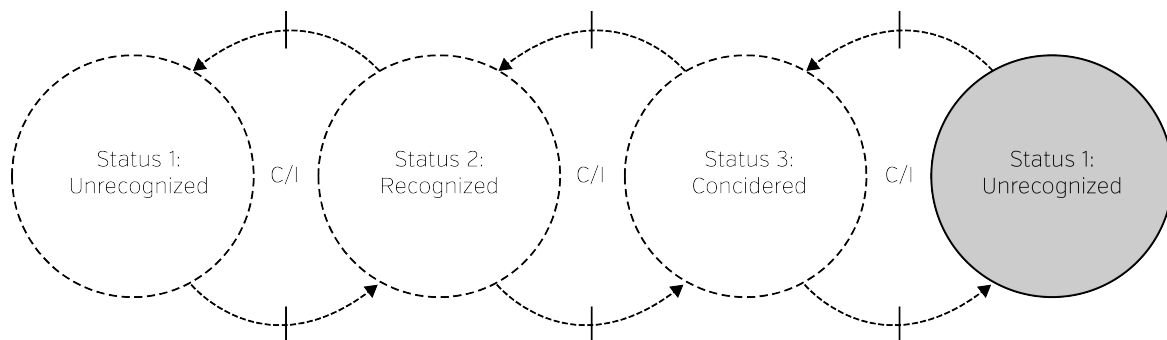 Status 1:
Unrecognized
C/I
Status 2:
Recognized
C/I
Status 3:
Concidered
C/I
Status 1:
Unrecognized